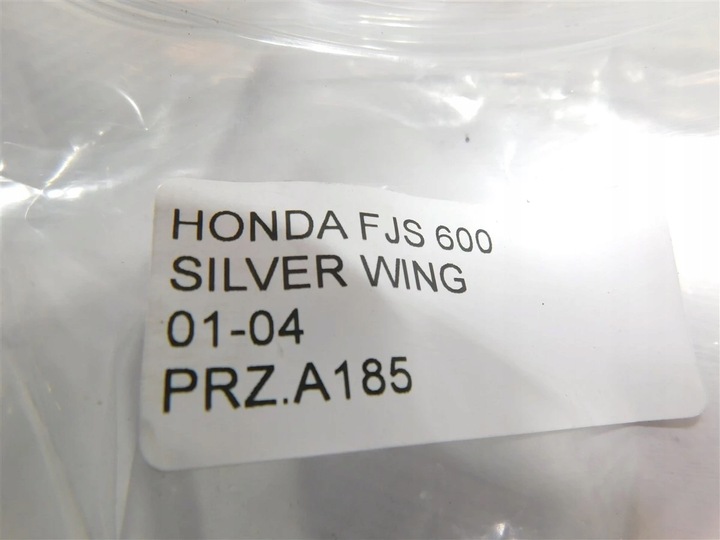 HONDA FJS 600
SILVER WING
01-04
PRZ.A185